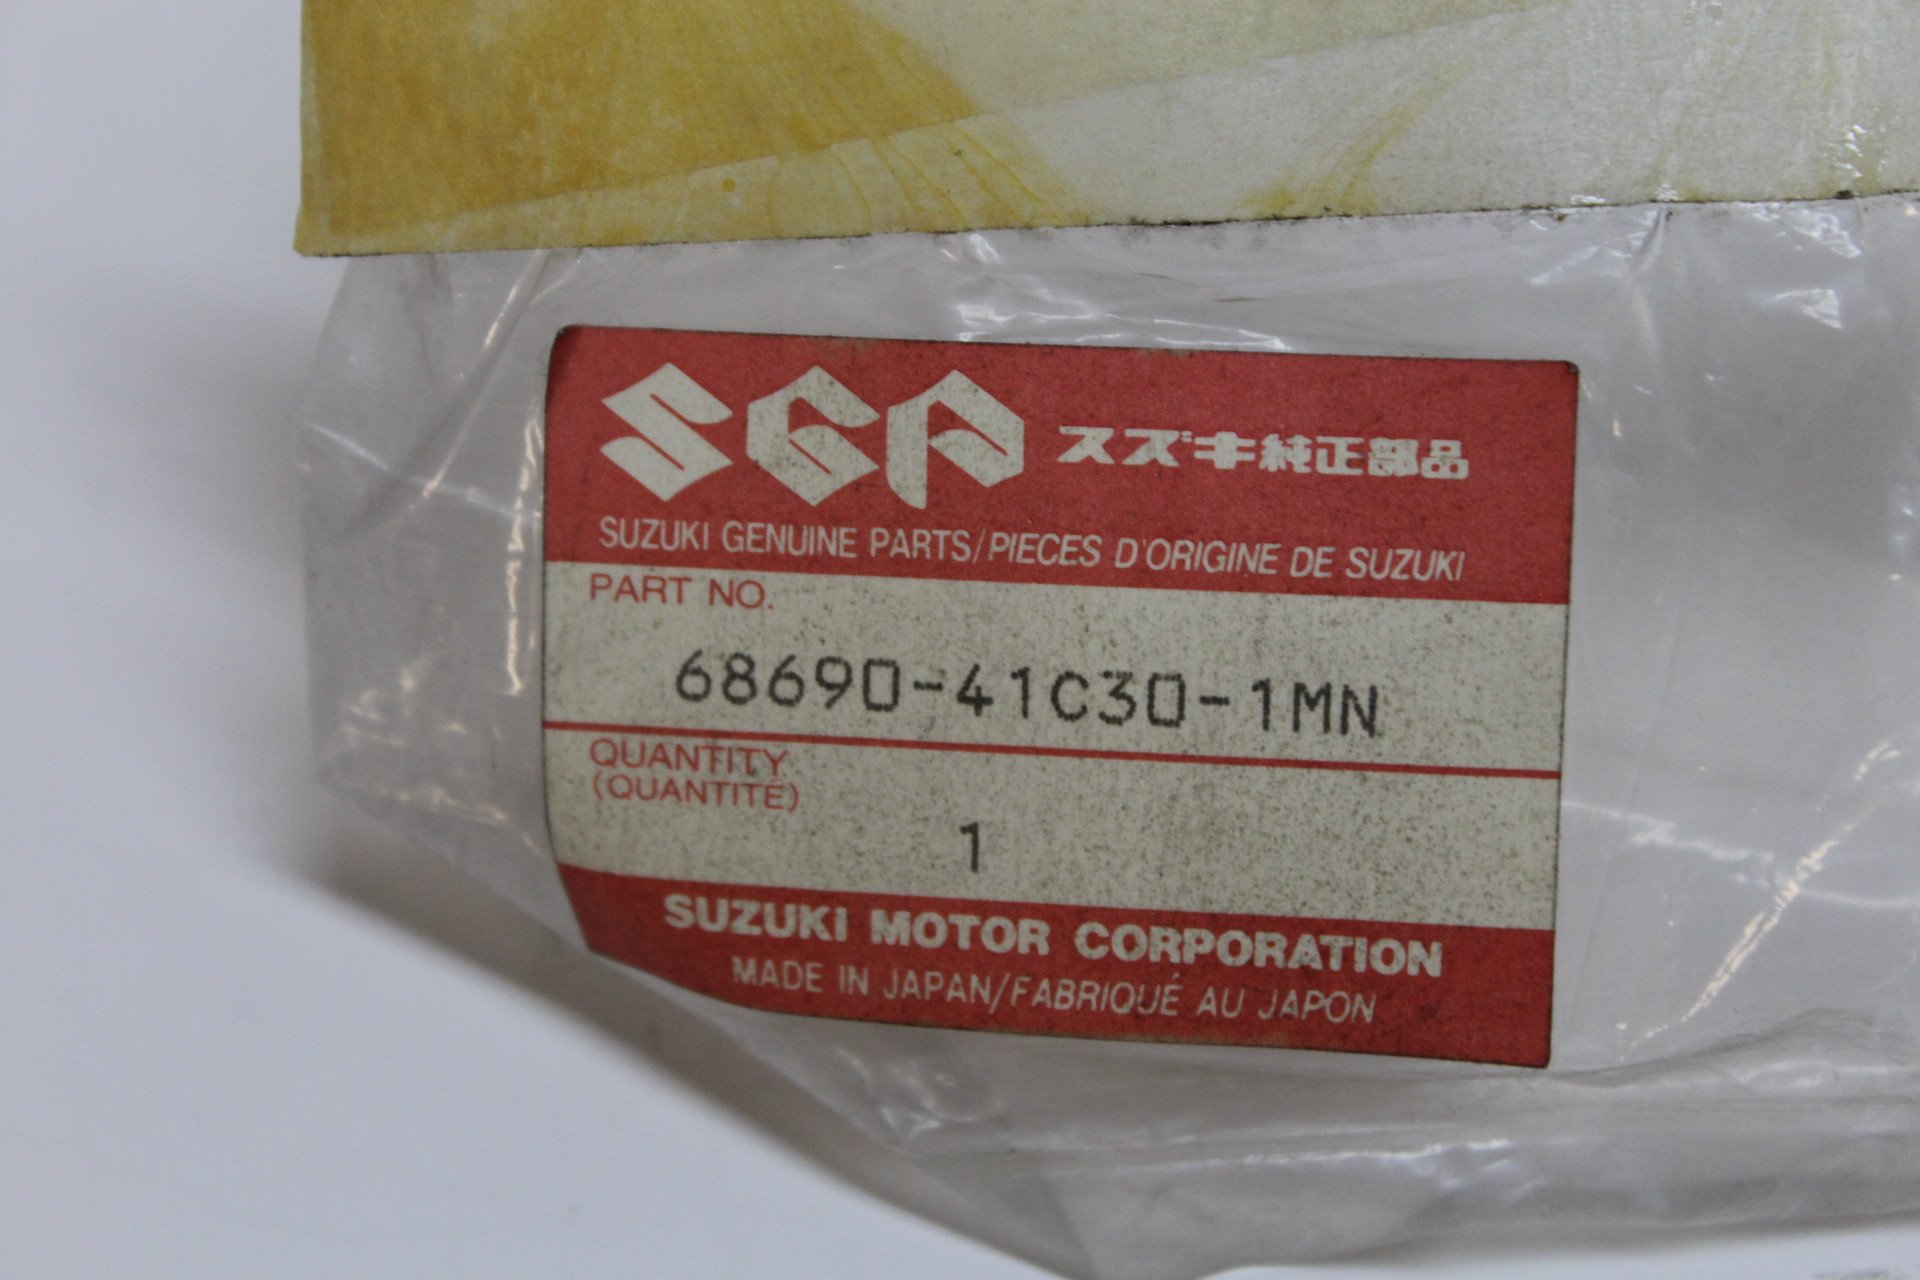 SGP スズキ純正部品
SUZUKI GENUINE PARTS/PIECES D'ORIGINE DE SUZUKI
PART NO.
68690-41C30-1MN
QUANTITY
(QUANTITÉ)
1
SUZUKI MOTOR CORPORATION
MADE IN JAPAN/FABRIQUÉ AU JAPON